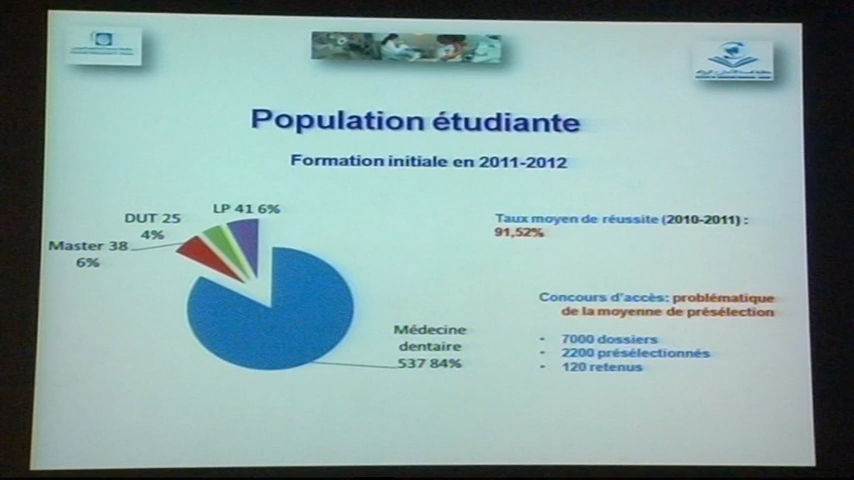 Population étudiante
Formation initiale en 2011-2012
LP 41 6%
DUT 25
4%
Master 38
6%
Médecine
dentaire
537 84%
Taux moyen de réussite (2010-2011) :
91,52%
Concours d'accès: problématique
de la moyenne de présélection
- 7000 dossiers
- 2200 présélectionnés
- 120 retenus